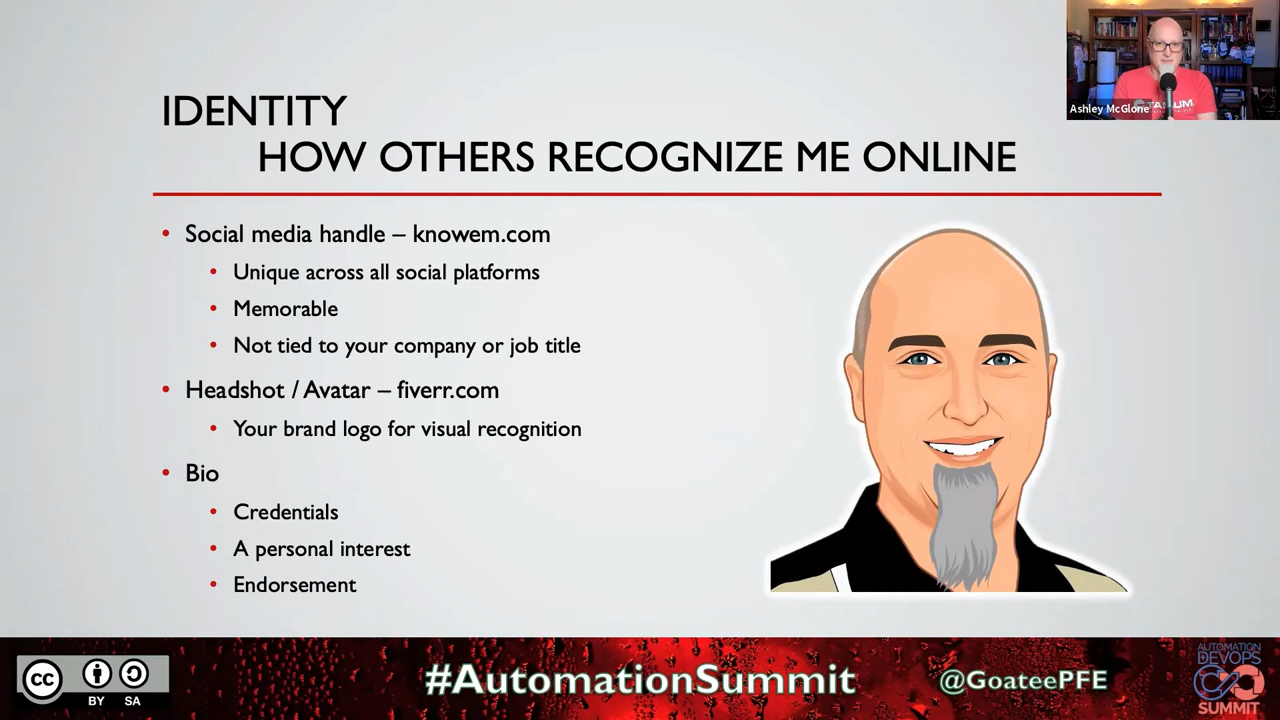 IDENTITY
HOW OTHERS RECOGNIZE ME ONLINE
• Social media handle – knowem.com
• Unique across all social platforms
• Memorable
• Not tied to your company or job title
• Headshot / Avatar – fiverr.com
• Your brand logo for visual recognition
• Bio
• Credentials
• A personal interest
• Endorsement
Ashley McGlone
TANIUM
cc
BY SA
#AutomationSummit
@GoateePFE
AUTOMATION
DEVOPS
SUMMIT